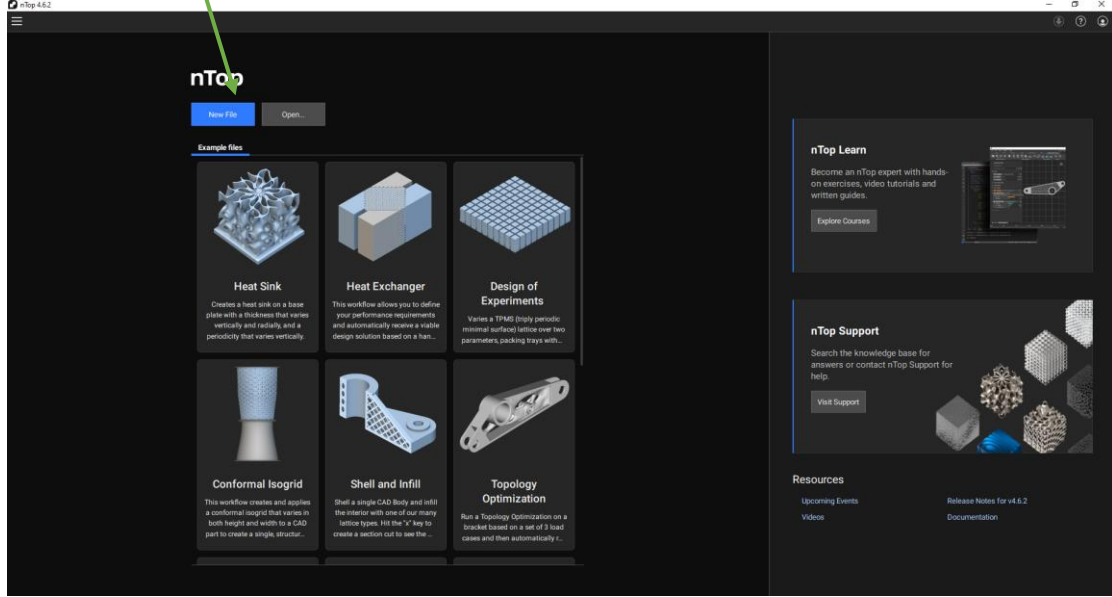 nTop 4.6.2
nTop
New File
Open...
Example files
Heat Sink
Creates a heat sink on a base
plate with a thickness that varies
vertically and radially, and a
periodicity that varies vertically.
Heat Exchanger
This workflow allows you to define
your performance requirements
and automatically receive a viable
design solution based on a han...
Design of
Experiments
Varies a TPMS (triply periodic
minimal surface) lattice over two
parameters, packing trays with...
Conformal Isogrid
This workflow creates and applies
a conformal isogrid that varies in
both height and width to a CAD
part to create a single, structur...
Shell and Infill
Shell a single CAD Body and infill
the interior with one of our many
lattice types. Hit the "x" key to
create a section cut to see the ...
Topology
Optimization
Run a Topology Optimization on a
bracket based on a set of 3 load
cases and then automatically r...
nTop Learn
Become an nTop expert with hands-
on exercises, video tutorials and
written guides.
Explore Courses
nTop Support
Search the knowledge base for
answers or contact nTop Support for
help.
Visit Support
Resources
Upcoming Events
Release Notes for v4.6.2
Videos
Documentation